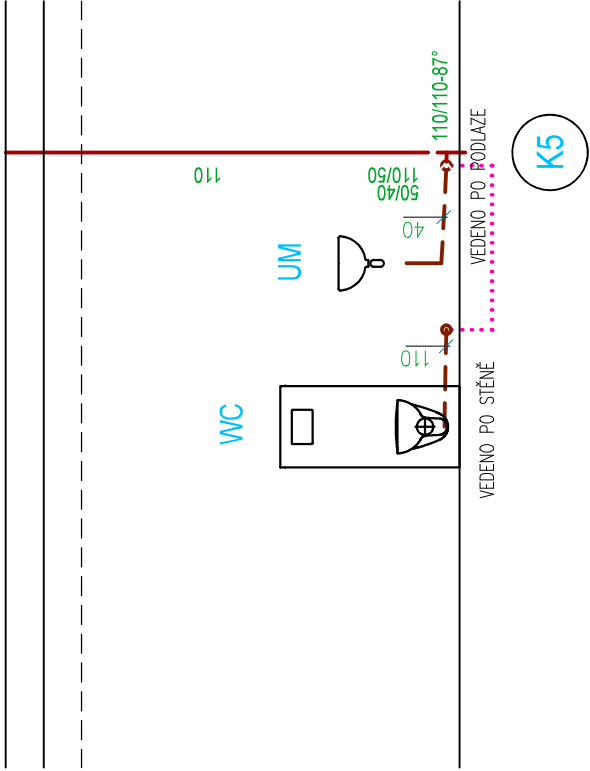 110/110-87°
110
110/50
50/40
VEDENO PO PODLAZE
K5
40
UM
110
WC
VEDENO PO STĚNĚ